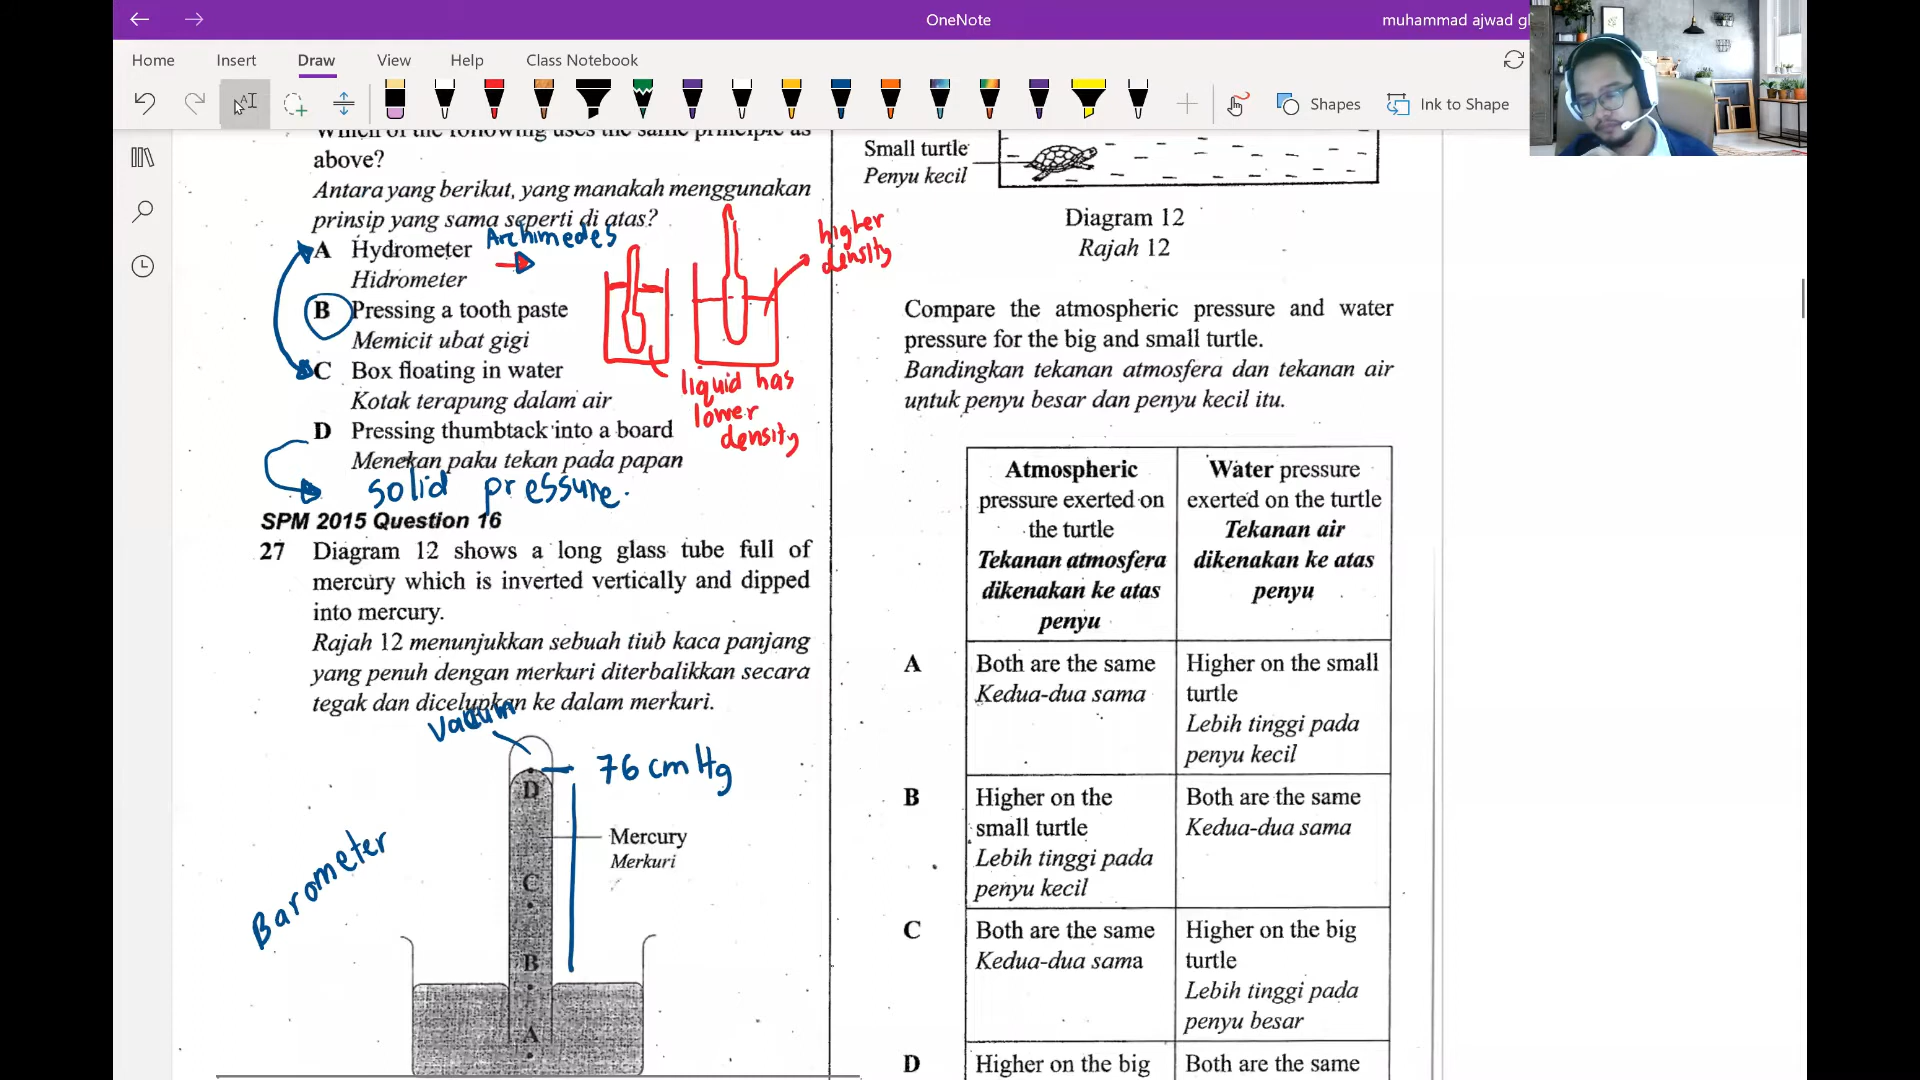 OneNote
muhammad ajwad
Home Insert Draw View Help Class Notebook
Shapes Ink to Shape
Which of the following uses the same principle as
above?
Antara yang berikut, yang manakah menggunakan
prinsip yang sama seperti di atas?
A Hydrometer
Archimedes
Hidrometer
B Pressing a tooth paste
Memicit ubat gigi
C Box floating in water
Kotak terapung dalam air
D Pressing thumbtack into a board
Menekan paku tekan pada papan
solid pressure.
higher
density
liquid has
lower
density
SPM 2015 Question 16
27 Diagram 12 shows a long glass tube full of
mercury which is inverted vertically and dipped
into mercury.
Rajah 12 menunjukkan sebuah tiub kaca panjang
yang penuh dengan merkuri diterbalikkan secara
tegak dan dicelupkan ke dalam merkuri.
76 cmHg
D
Mercury
Merkuri
Barometer
C
B
A
Small turtle
Penyu kecil
Diagram 12
Rajah 12
Compare the atmospheric pressure and water
pressure for the big and small turtle.
Bandingkan tekanan atmosfera dan tekanan air
untuk penyu besar dan penyu kecil itu.
Atmospheric
pressure exerted on
the turtle
Tekanan atmosfera
dikenakan ke atas
penyu
Water pressure
exerted on the turtle
Tekanan air
dikenakan ke atas
penyu
A
Both are the same
Kedua-dua sama
Higher on the small
turtle
Lebih tinggi pada
penyu kecil
B
Higher on the
small turtle
Lebih tinggi pada
penyu kecil
Both are the same
Kedua-dua sama
C
Both are the same
Kedua-dua sama
Higher on the big
turtle
Lebih tinggi pada
penyu besar
D
Higher on the big
Both are the same